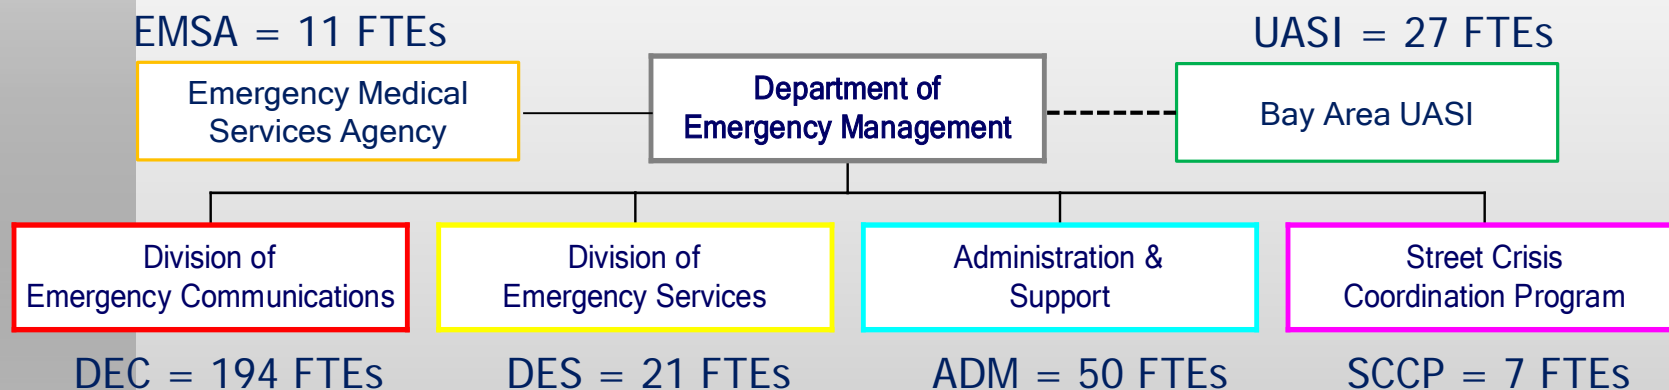 EMSA = 11 FTEs
UASI = 27 FTEs
Emergency Medical
Services Agency
Department of
Emergency Management
Bay Area UASI
Division of
Emergency Communications
Division of
Emergency Services
Administration &
Support
Street Crisis
Coordination Program
DEC = 194 FTEs
DES = 21 FTEs
ADM = 50 FTEs
SCCP = 7 FTEs